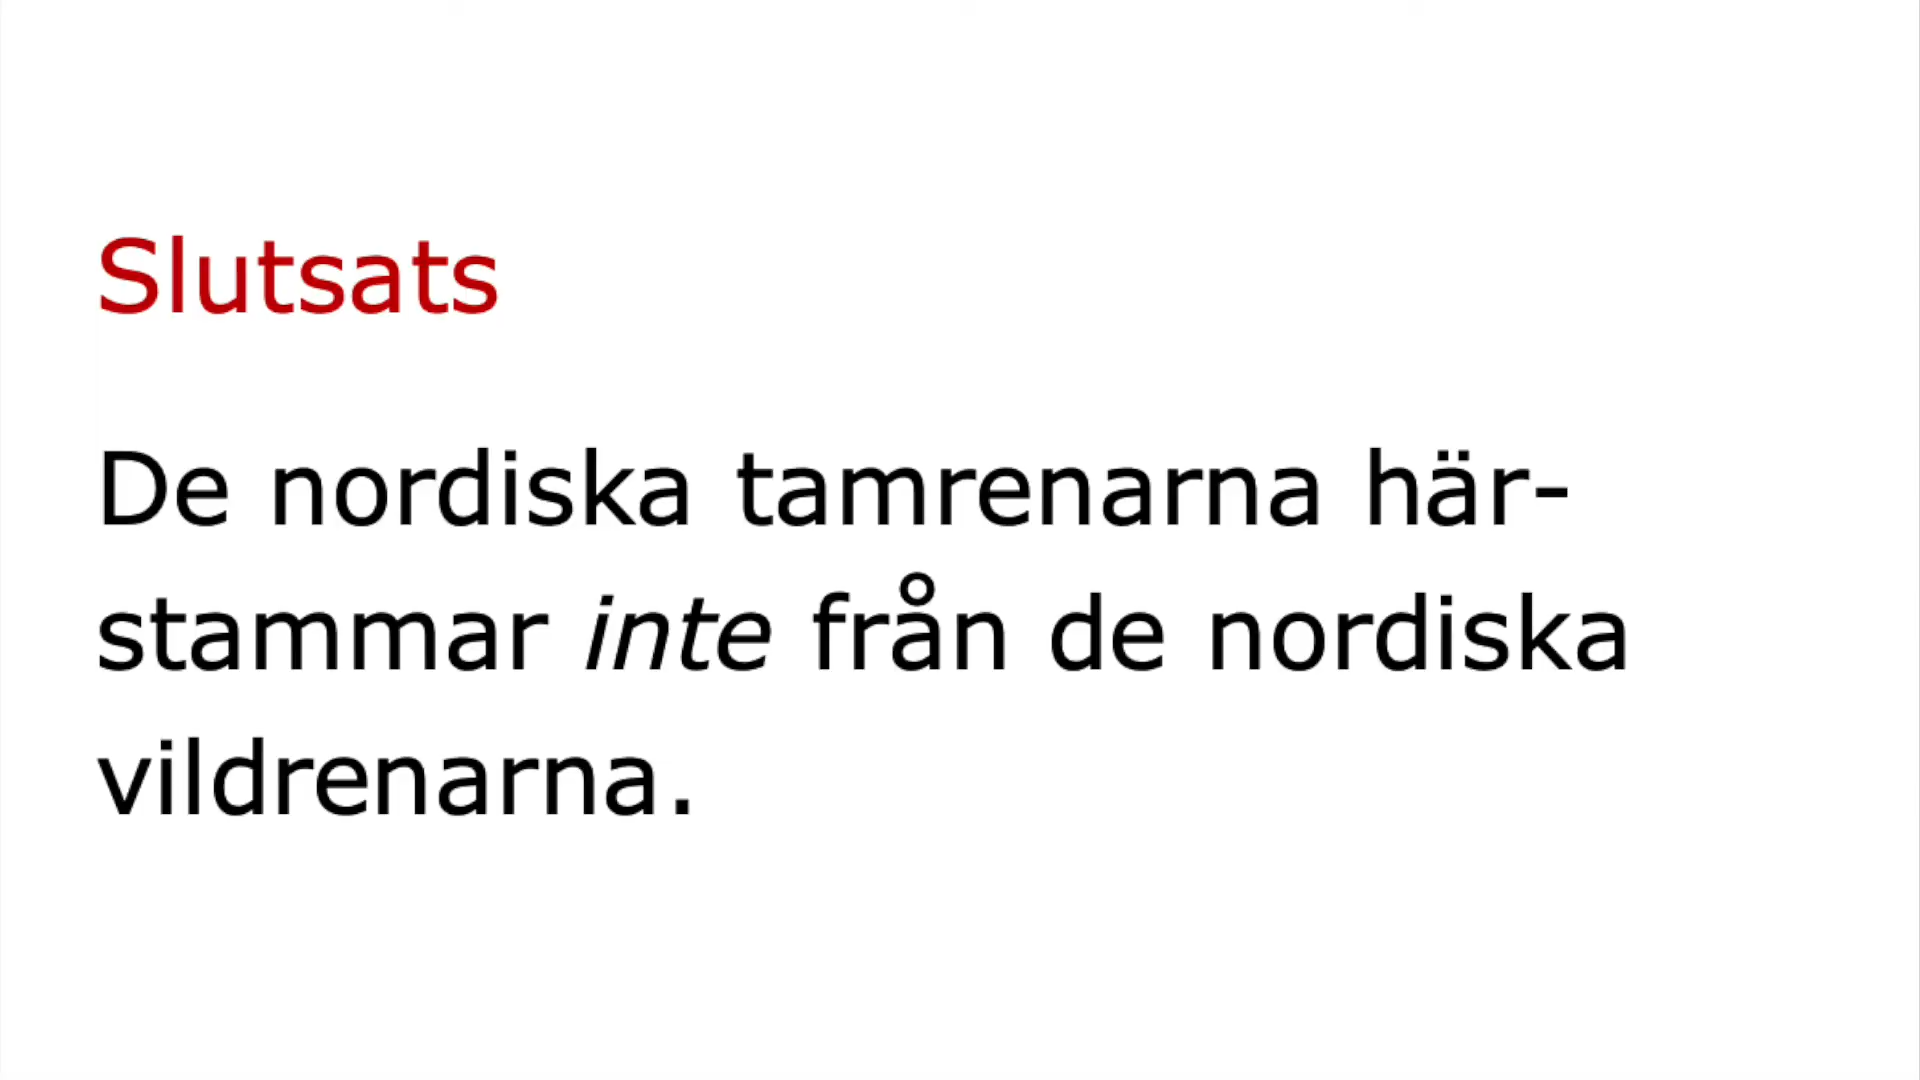 Slutsats
De nordiska tamrenarna här-
stammar inte från de nordiska
vildrenarna.